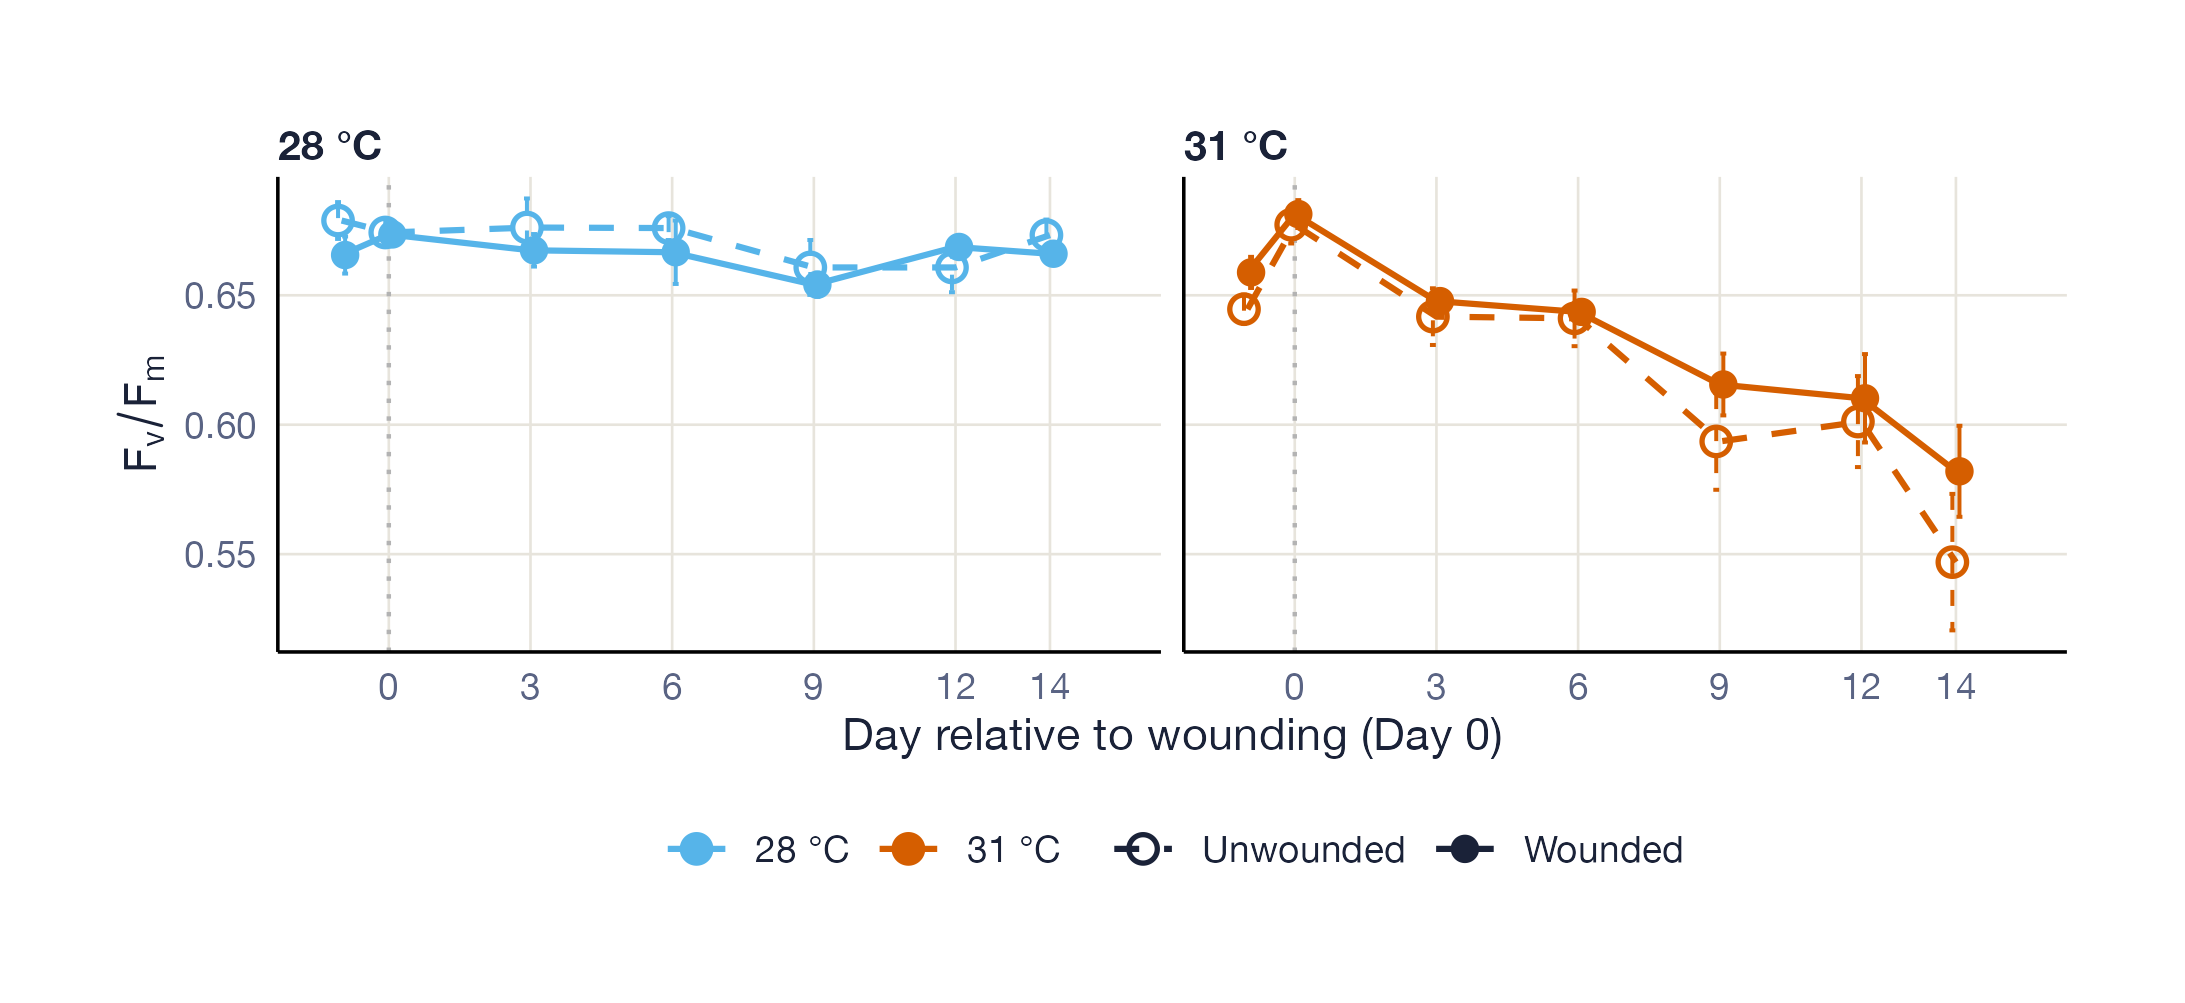 28 °C
31 °C
Fv/Fm
0.65
0.60
0.55
0 3 6 9 12 14
0 3 6 9 12 14
Day relative to wounding (Day 0)
28 °C 31 °C Unwounded Wounded